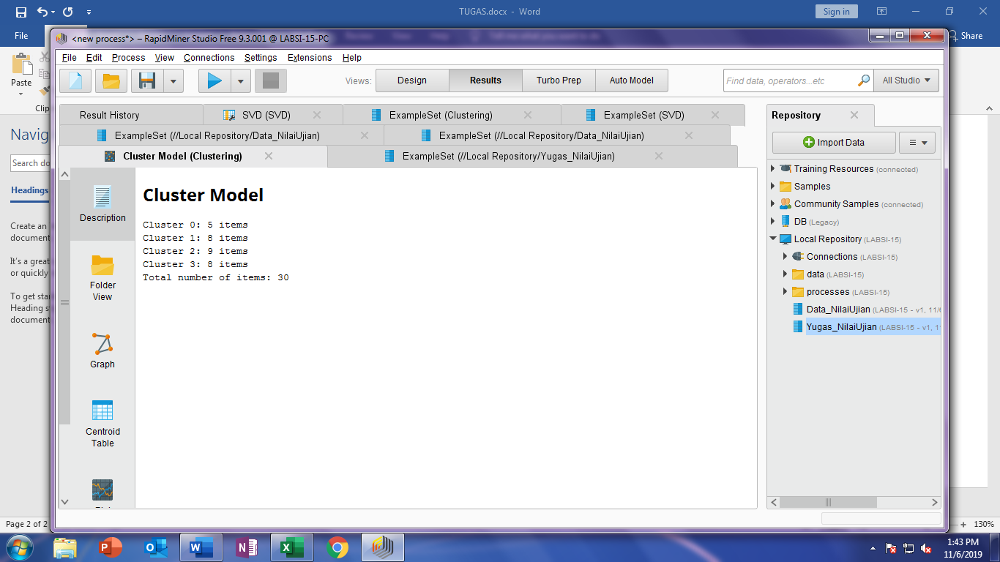 TUGAS.docx - Word
Sign in
File
Share
Paste
Clip
Navig
Search do
Headings
Create an
document
It's a great
or quickly
To get star
Heading st
document
Page 2 of 2
130%
<new process*> – RapidMiner Studio Free 9.3.001 @ LABSI-15-PC
File Edit Process View Connections Settings Extensions Help
Views: Design Results Turbo Prep Auto Model
Find data, operators...etc
All Studio
Result History
SVD (SVD)
ExampleSet (Clustering)
ExampleSet (SVD)
ExampleSet (//Local Repository/Data_NilaiUjian)
ExampleSet (//Local Repository/Data_NilaiUjian)
Cluster Model (Clustering)
ExampleSet (//Local Repository/Yugas_NilaiUjian)
Description
Folder
View
Graph
Centroid
Table
Cluster Model
Cluster 0: 5 items
Cluster 1: 8 items
Cluster 2: 9 items
Cluster 3: 8 items
Total number of items: 30
Repository
Import Data
Training Resources (connected)
Samples
Community Samples (connected)
DB (Legacy)
Local Repository (LABSI-15)
Connections (LABSI-15)
data (LABSI-15)
processes (LABSI-15)
Data_NilaiUjian (LABSI-15 - v1, 11/6
Yugas_NilaiUjian (LABSI-15 - v1, 1
1:43 PM
11/6/2019